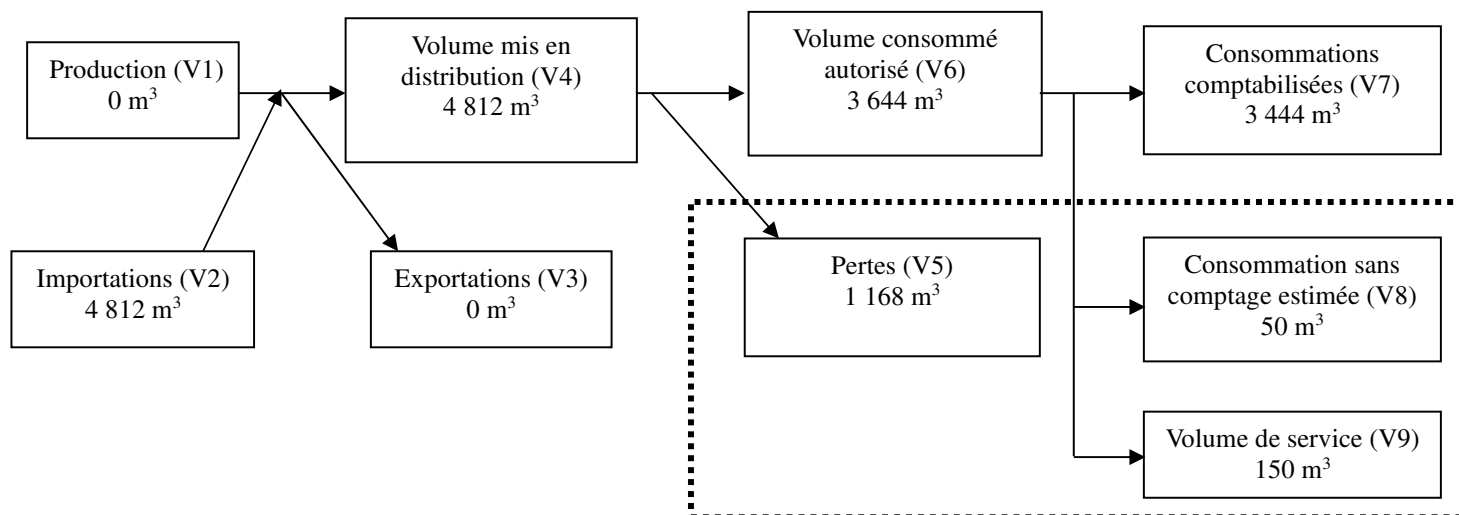 Production (V1)
0 m³
Volume mis en
distribution (V4)
4 812 m³
Volume consommé
autorisé (V6)
3 644 m³
Consommations
comptabilisées (V7)
3 444 m³
Importations (V2)
4 812 m³
Exportations (V3)
0 m³
Pertes (V5)
1 168 m³
Consommation sans
comptage estimée (V8)
50 m³
Volume de service (V9)
150 m³